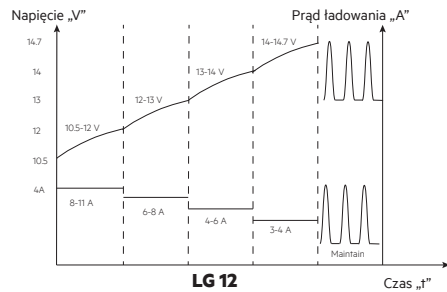 Napięcie „V”
Prąd ładowania „A”
14.7
14
13
12
10.5
4A
10.5-12 V
12-13 V
13-14 V
14-14.7 V
8-11 A
6-8 A
4-6 A
3-4 A
Maintain
LG 12
Czas „t”